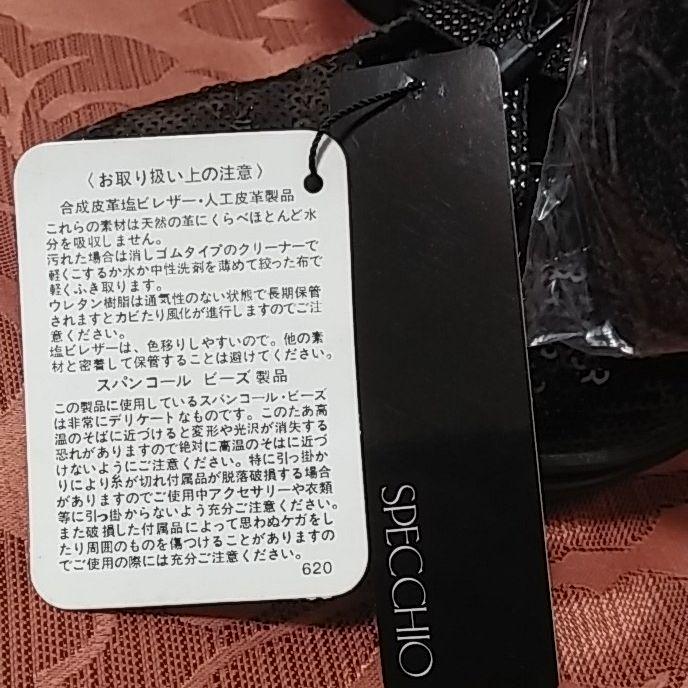 〈お取り扱い上の注意〉
合成皮革塩ビレザー・人工皮革製品
これらの素材は天然の革にくらべほとんど水
分を吸収しません。
汚れた場合は消しゴムタイプのクリーナーで
軽くこするか水か中性洗剤を薄めて絞った布で
軽くふき取ります。
ウレタン樹脂は通気性のない状態で長期保管
されますとカビたり風化が進行しますのでご注
意ください。
塩ビレザーは、色移りしやすいので。他の素
材と密着して保管することは避けてください。
スパンコール ビーズ製品
この製品に使用しているスパンコール・ビーズ
は非常にデリケートなものです。このたあ高
温のそばに近づけると変形や光沢が消失する
恐れがありますので絶対に高温のそはに近づ
けないようにご注意ください。特に引っ掛か
りにより糸が切れ付属品が脱落破損する場合
がありますのでご使用中アクセサリーや衣類
等に引っ掛からないよう充分ご注意ください。
また破損した付属品によって思わぬケガをし
たり周囲のものを傷つけることがありますの
でご使用の際には充分ご注意ください。
620
SPECCHIO